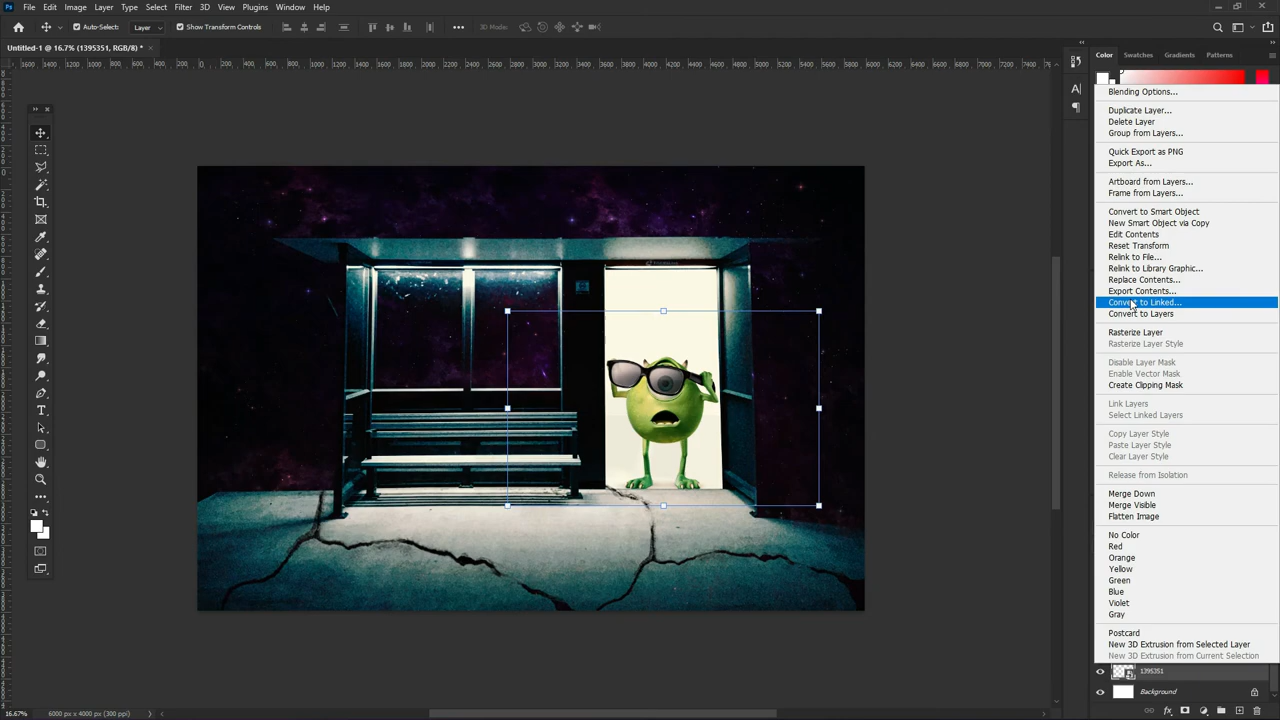 Ps File Edit Image Layer Type Select Filter 3D View Plugins Window Help
Auto-Select: Layer Show Transform Controls 3D Mode:
Untitled-1 @ 16.7% (1395351, RGB/8) *
Color Swatches Gradients Patterns
Blending Options...
Duplicate Layer...
Delete Layer
Group from Layers...
Quick Export as PNG
Export As...
Artboard from Layers...
Frame from Layers...
Convert to Smart Object
New Smart Object via Copy
Edit Contents
Reset Transform
Relink to File...
Relink to Library Graphic...
Replace Contents...
Export Contents...
Convert to Linked...
Convert to Layers
Rasterize Layer
Rasterize Layer Style
Disable Layer Mask
Enable Vector Mask
Create Clipping Mask
Link Layers
Select Linked Layers
Copy Layer Style
Paste Layer Style
Clear Layer Style
Release from Isolation
Merge Down
Merge Visible
Flatten Image
No Color
Red
Orange
Yellow
Green
Blue
Violet
Gray
Postcard
New 3D Extrusion from Selected Layer
New 3D Extrusion from Current Selection
1395351
Background
16.67% 6000 px x 4000 px (300 ppi)